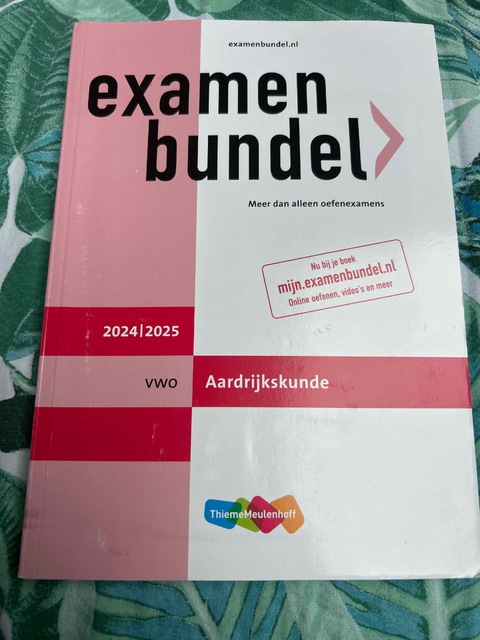 examenbundel.nl
examen
bundel
Meer dan alleen oefenexamens
Nu bij je boek
mijn.examenbundel.nl
Online oefenen, video's en meer
2024|2025
vwo
Aardrijkskunde
ThiemeMeulenhoff